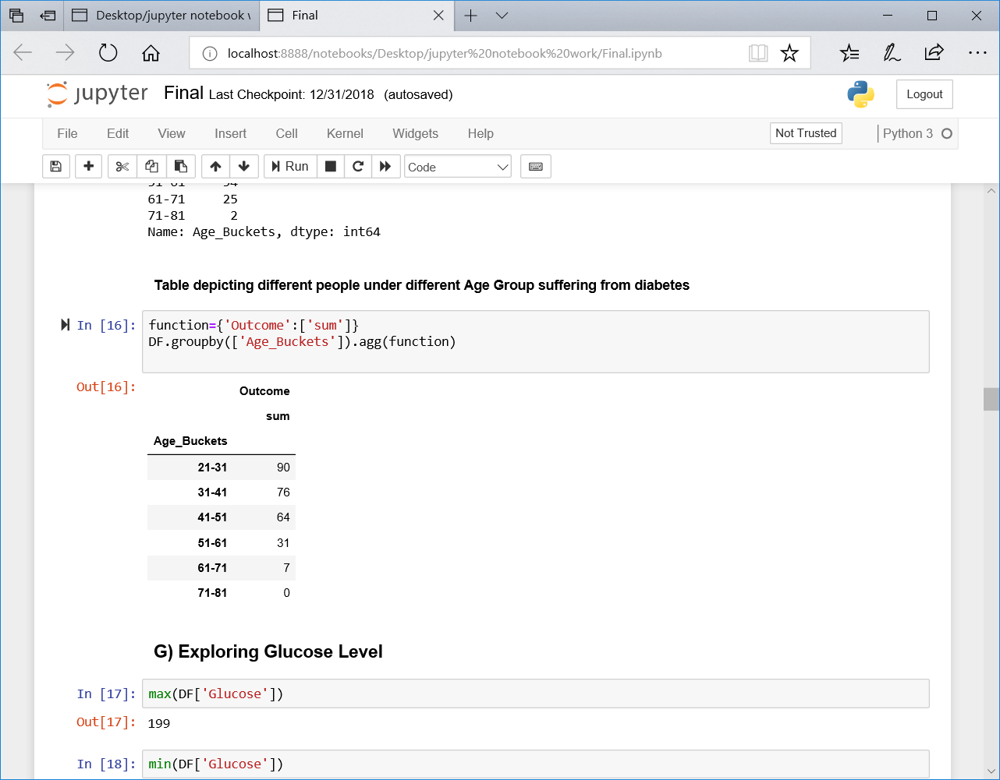 Desktop/jupyter notebook
Final
localhost:8888/notebooks/Desktop/jupyter%20notebook%20work/Final.ipynb
jupyter Final Last Checkpoint: 12/31/2018 (autosaved)
Logout
File Edit View Insert Cell Kernel Widgets Help
Not Trusted
Python 3
Run
Code
61-71 25
71-81 2
Name: Age_Buckets, dtype: int64
Table depicting different people under different Age Group suffering from diabetes
In [16]: function={'Outcome':['sum']}
DF.groupby(['Age_Buckets']).agg(function)
Out[16]:
Outcome
sum
Age_Buckets
21-31 90
31-41 76
41-51 64
51-61 31
61-71 7
71-81 0
G) Exploring Glucose Level
In [17]: max(DF['Glucose'])
Out[17]: 199
In [18]: min(DF['Glucose'])